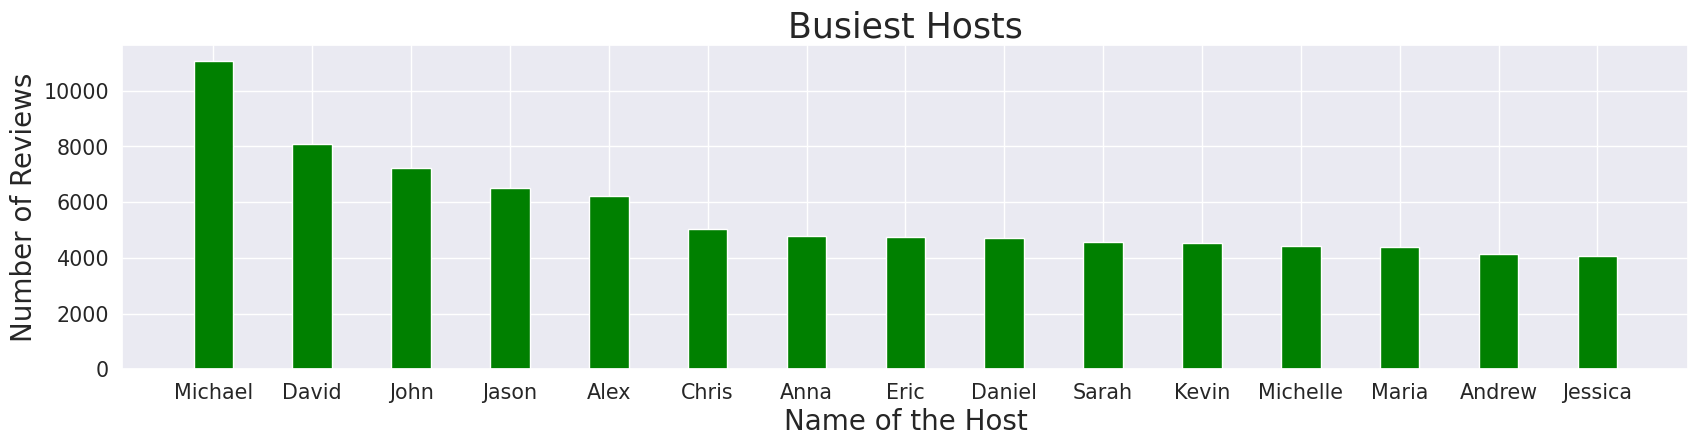 Busiest Hosts
Number of Reviews
10000
8000
6000
4000
2000
0
Michael David John Jason Alex Chris Anna Eric Daniel Sarah Kevin Michelle Maria Andrew Jessica
Name of the Host